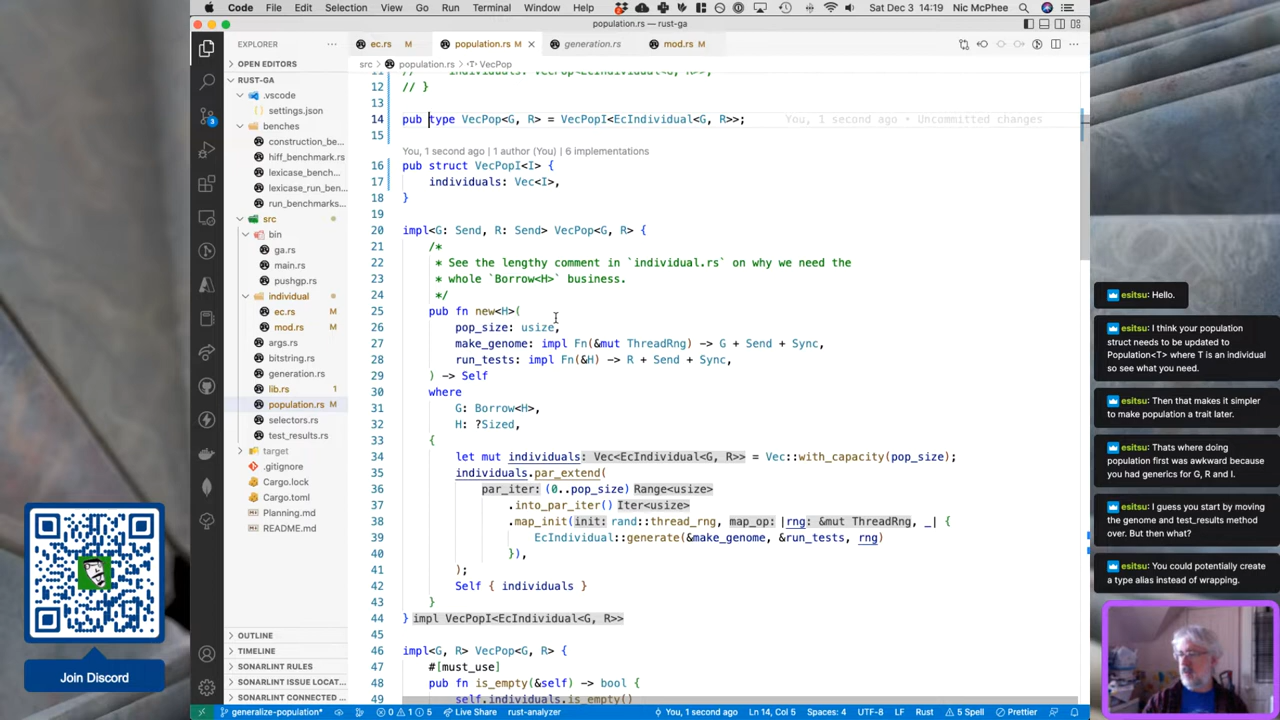 Code File Edit Selection View Go Run Terminal Window Help Sat Dec 3 14:19 Nic McPhee
population.rs — rust-ga
EXPLORER
OPEN EDITORS
RUST-GA
.vscode
settings.json
benches
construction_be...
hiff_benchmark.rs
lexicase_bench...
lexicase_run_ben...
run_benchmarks...
src
bin
ga.rs
main.rs
pushgp.rs
individual
ec.rs M
mod.rs M
args.rs
bitstring.rs
generation.rs
lib.rs 1
population.rs M
selectors.rs
test_results.rs
target
.gitignore
Cargo.lock
Cargo.toml
Planning.md
README.md
OUTLINE
TIMELINE
SONARLINT RULES
SONARLINT ISSUE LOCAT...
SONARLINT CONNECTED ...
ec.rs M population.rs M generation.rs mod.rs M
src population.rs VecPop
12 // }
13
14 pub type VecPop<G, R> = VecPopI<EcIndividual<G, R>>; You, 1 second ago • Uncommitted changes
15
You, 1 second ago | 1 author (You) | 6 implementations
16 pub struct VecPopI<I> {
17 individuals: Vec<I>,
18 }
19
20 impl<G: Send, R: Send> VecPop<G, R> {
21 /*
22 * See the lengthy comment in `individual.rs` on why we need the
23 * whole `Borrow<H>` business.
24 */
25 pub fn new<H>(
26 pop_size: usize,
27 make_genome: impl Fn(&mut ThreadRng) -> G + Send + Sync,
28 run_tests: impl Fn(&H) -> R + Send + Sync,
29 ) -> Self
30 where
31 G: Borrow<H>,
32 H: ?Sized,
33 {
34 let mut individuals: Vec<EcIndividual<G, R>> = Vec::with_capacity(pop_size);
35 individuals.par_extend(
36 par_iter: (0..pop_size) Range<usize>
37 .into_par_iter() Iter<usize>
38 .map_init(init: rand::thread_rng, map_op: |rng: &mut ThreadRng, _| {
39 EcIndividual::generate(&make_genome, &run_tests, rng)
40 }),
41 );
42 Self { individuals }
43 }
44 } impl VecPopI<EcIndividual<G, R>>
45
46 impl<G, R> VecPop<G, R> {
47 #[must_use]
48 pub fn is_empty(&self) -> bool {
49 self.individuals.is_empty()
generalize-population* 0 1 5 Live Share rust-analyzer You, 1 second ago Ln 14, Col 5 Spaces: 4 UTF-8 LF Rust 5 Spell Prettier
Join Discord
esitsu: Hello.
esitsu: I think your population
struct needs to be updated to
Population<T> where T is an individual
so see what you need.
esitsu: Then that makes it simpler
to make population a trait later.
esitsu: Thats where doing
population first was awkward because
you had generics for G, R and I.
esitsu: I guess you start by moving
the genome and test_results method
over. But then what?
esitsu: You could potentially create
a type alias instead of wrapping.